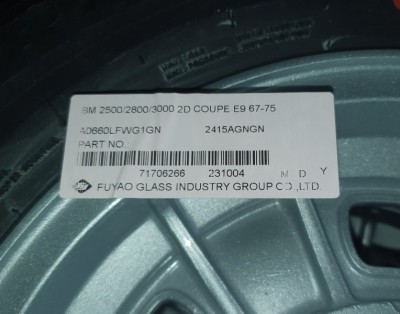 BM 2500/2800/3000 2D COUPE E9 67-75
A0660LFWG1GN 2415AGNGN
PART NO.:
71706266 231004 M D Y
FUYAO GLASS INDUSTRY GROUP CO.,LTD.